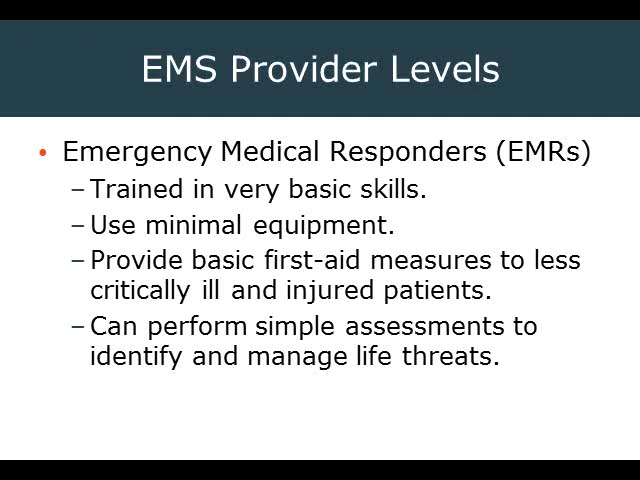 EMS Provider Levels
• Emergency Medical Responders (EMRs)
– Trained in very basic skills.
– Use minimal equipment.
– Provide basic first-aid measures to less
critically ill and injured patients.
– Can perform simple assessments to
identify and manage life threats.